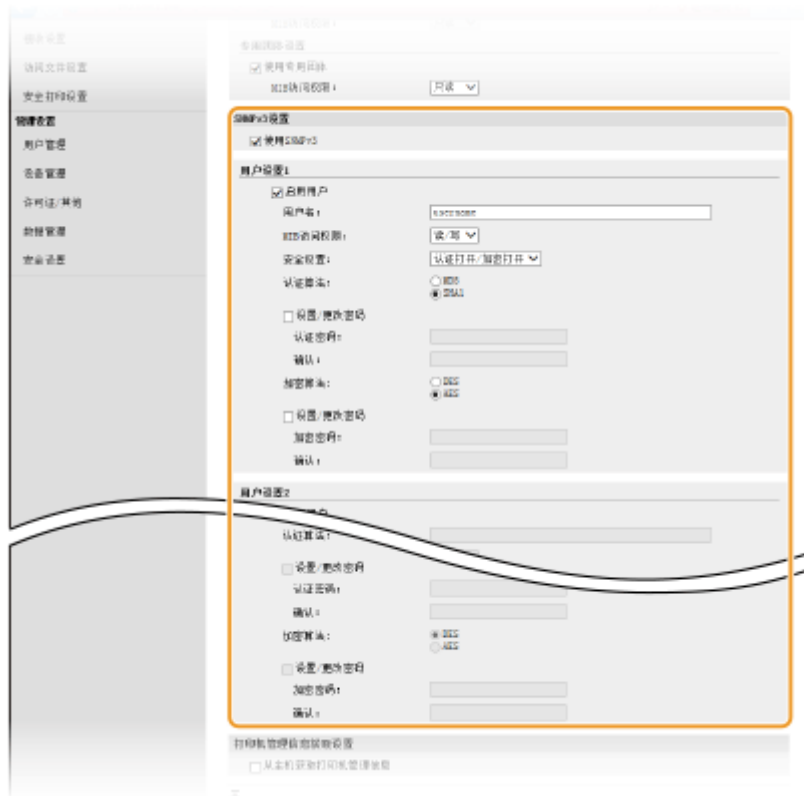 访问文件设置
安全打印设置
管理设置
用户管理
设备管理
许可证/其他
数据管理
安全设置
专用团体设置
使用专用团体
MIB访问权限:
只读
SNMPv3设置
使用SNMPv3
用户设置1
启用用户
用户名:
username
MIB访问权限:
读/写
安全设置:
认证打开/加密打开
认证算法:
MD5
SHA1
设置/更改密码
认证密码:
确认:
加密算法:
DES
AES
设置/更改密码
加密密码:
确认:
用户设置2
认证算法:
设置/更改密码
认证密码:
确认:
加密算法:
DES
AES
设置/更改密码
加密密码:
确认:
打印机管理信息获取设置
从主机获取打印机管理信息